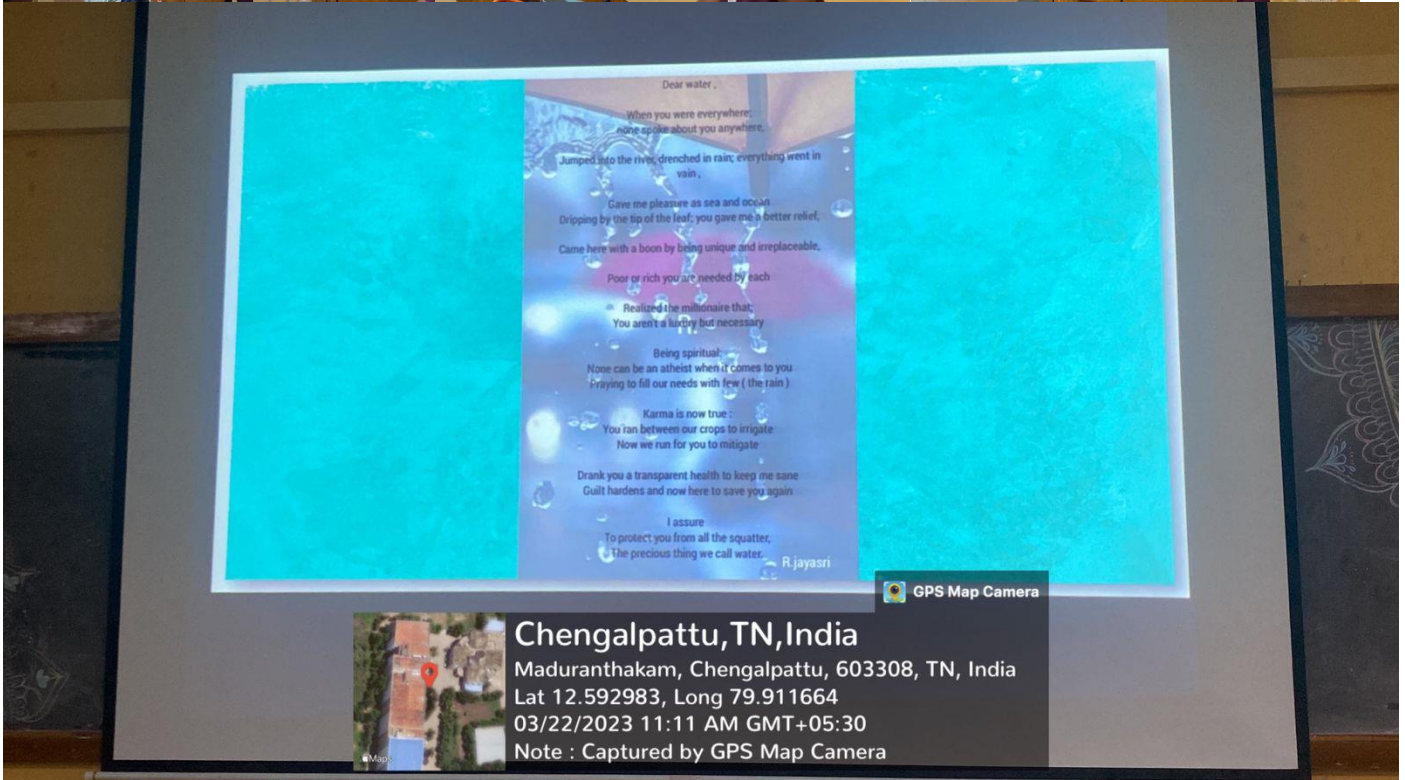 Dear water ,
When you were everywhere;
none spoke about you anywhere,
Jumped into the river, drenched in rain; everything went in
vain ,
Gave me pleasure as sea and ocean
Dripping by the tip of the leaf; you gave me a better relief,
Came here with a boon by being unique and irreplaceable,
Poor or rich you are needed by each
Realized the millionaire that;
You aren't a luxury but necessary
Being spiritual;
None can be an atheist when it comes to you
Praying to fill our needs with few ( the rain )
Karma is now true :
You ran between our crops to irrigate
Now we run for you to mitigate
Drank you a transparent health to keep me sane
Guilt hardens and now here to save you again
I assure
To protect you from all the squatter,
The precious thing we call water.
R.jayasri
GPS Map Camera
Chengalpattu,TN,India
Maduranthakam, Chengalpattu, 603308, TN, India
Lat 12.592983, Long 79.911664
03/22/2023 11:11 AM GMT+05:30
Note : Captured by GPS Map Camera
Maps